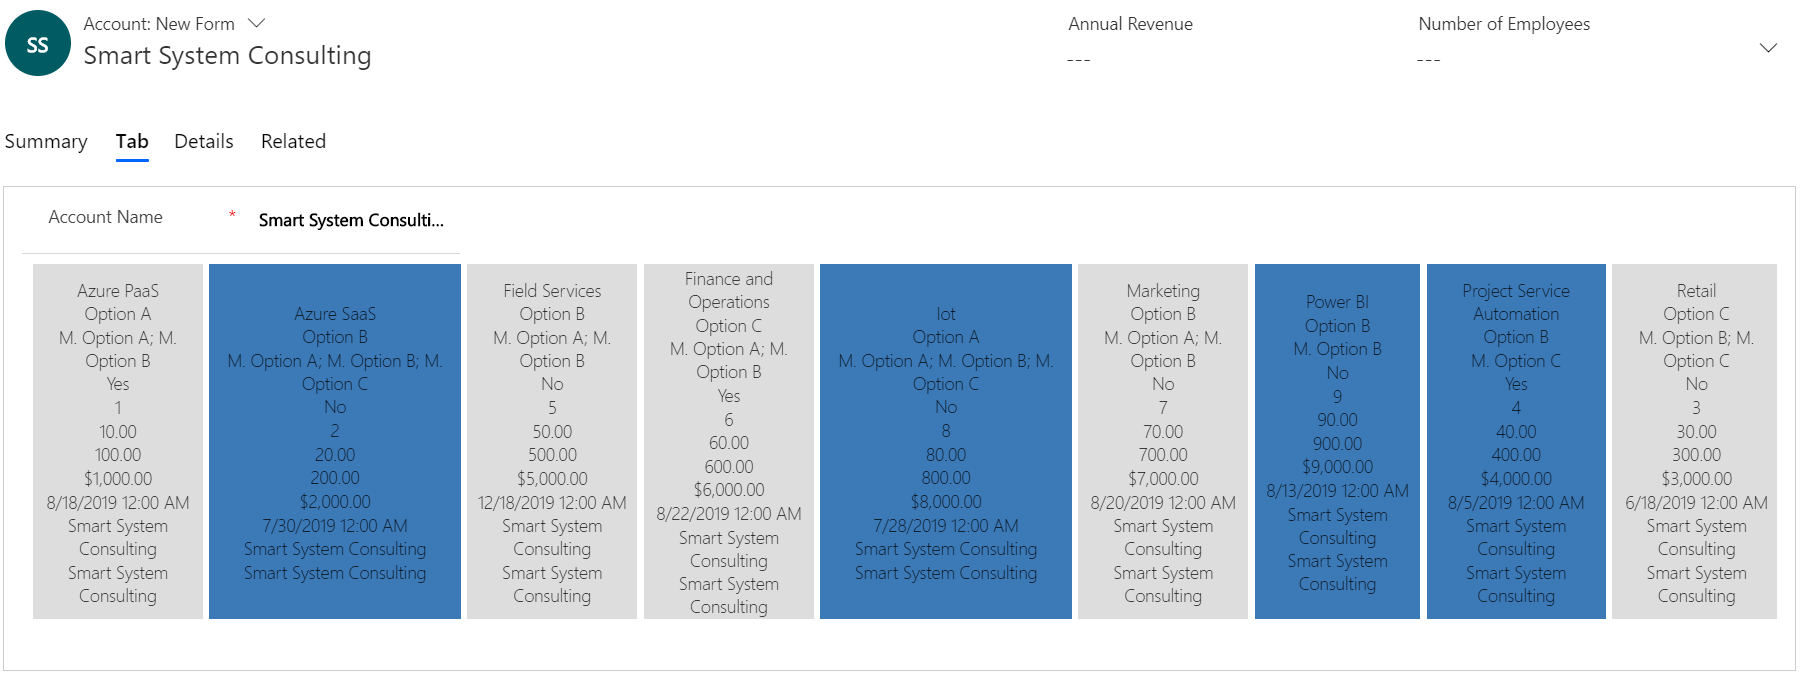 SS
Account: New Form
Smart System Consulting
Annual Revenue
---
Number of Employees
---
Summary
Tab
Details
Related
Account Name
*
Smart System Consulti...
Azure PaaS
Option A
M. Option A; M.
Option B
Yes
1
10.00
100.00
$1,000.00
8/18/2019 12:00 AM
Smart System
Consulting
Smart System
Consulting
Azure SaaS
Option B
M. Option A; M. Option B; M.
Option C
No
2
20.00
200.00
$2,000.00
7/30/2019 12:00 AM
Smart System Consulting
Smart System Consulting
Field Services
Option B
M. Option A; M.
Option B
No
5
50.00
500.00
$5,000.00
12/18/2019 12:00 AM
Smart System
Consulting
Smart System
Consulting
Finance and
Operations
Option C
M. Option A; M.
Option B
Yes
6
60.00
600.00
$6,000.00
8/22/2019 12:00 AM
Smart System
Consulting
Smart System
Consulting
Iot
Option A
M. Option A; M. Option B; M.
Option C
No
8
80.00
800.00
$8,000.00
7/28/2019 12:00 AM
Smart System Consulting
Smart System Consulting
Marketing
Option B
M. Option A; M.
Option B
No
7
70.00
700.00
$7,000.00
8/20/2019 12:00 AM
Smart System
Consulting
Smart System
Consulting
Power BI
Option B
M. Option B
No
9
90.00
900.00
$9,000.00
8/13/2019 12:00 AM
Smart System
Consulting
Smart System
Consulting
Project Service
Automation
Option B
M. Option C
Yes
4
40.00
400.00
$4,000.00
8/5/2019 12:00 AM
Smart System
Consulting
Smart System
Consulting
Retail
Option C
M. Option B; M.
Option C
No
3
30.00
300.00
$3,000.00
6/18/2019 12:00 AM
Smart System
Consulting
Smart System
Consulting